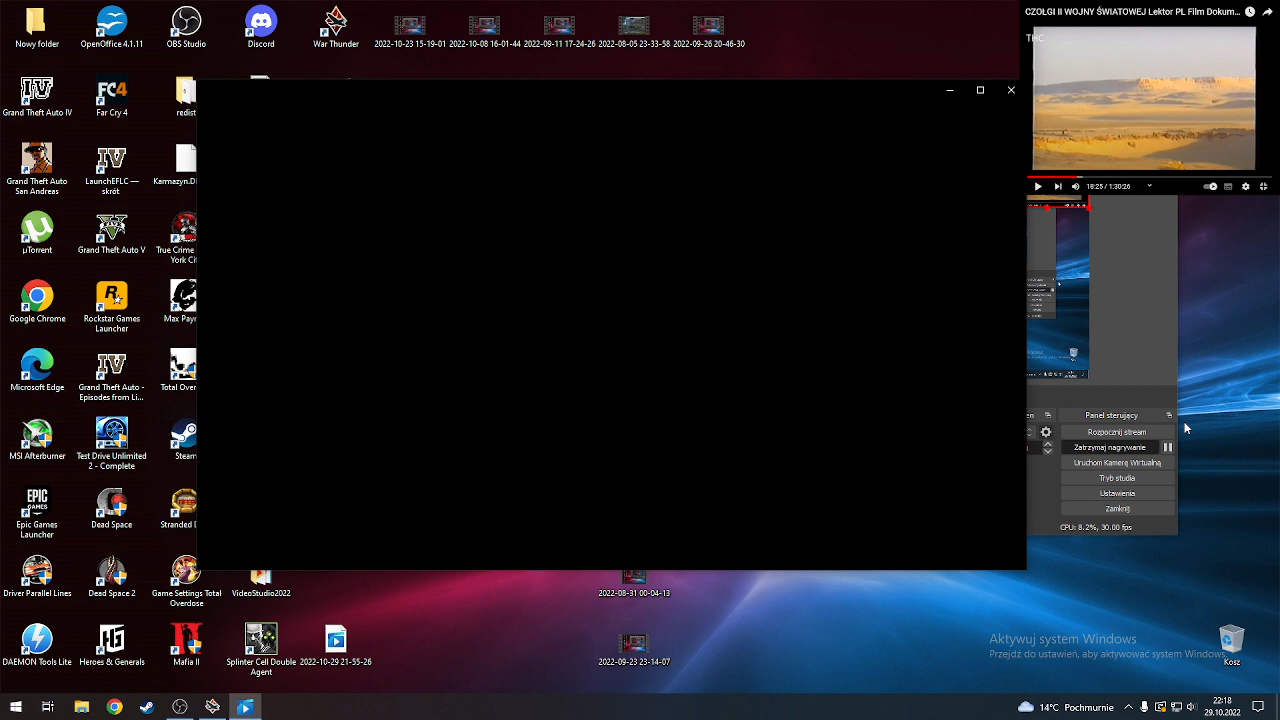 Nowy folder
OpenOffice 4.1.11
OBS Studio
Discord
War Thunder
2022-10-23 15-19-01
2022-10-08 16-01-44
2022-09-11 17-24-26
2022-08-05 23-33-58
2022-09-26 20-46-30
CZOŁGI II WOJNY ŚWIATOWEJ Lektor PL Film Dokum...
THC
18:25 / 1:30:26
Grand Theft Auto IV
Far Cry 4
redist
Grand Theft Auto San Andreas
LaunchEFLC — skrót
Karmazyn.DI
µTorrent
Grand Theft Auto V
True Crime York City
Google Chrome
Rockstar Games Launcher
Max Payn
Microsoft Edge
Grand Theft Auto - Episodes from Li...
Total Over
MSI Afterburner
Test Drive Unlimited 2 - Complete
Steam
Epic Games Launcher
Dead Space
Stranded D
Driver Parallel Lines
Dead Space 2
Game Settings Total Overdose
VideoStudio2022
2022-08-31 00-04-13
DAEMON Tools Lite
Heroes & Generals
Mafia II
Splinter Cell Double Agent
2022-10-29 21-55-26
2022-09-23 23-14-07
Panel sterujący
Rozpocznij stream
Zatrzymaj nagrywanie
Uruchom Kamerę Wirtualną
Tryb studia
Ustawienia
Zamknij
CPU: 8.2%, 30.00 fps
Aktywuj system Windows
Przejdź do ustawień, aby aktywować system Windows.
Kosz
14°C Pochmurnie
22:18
29.10.2022